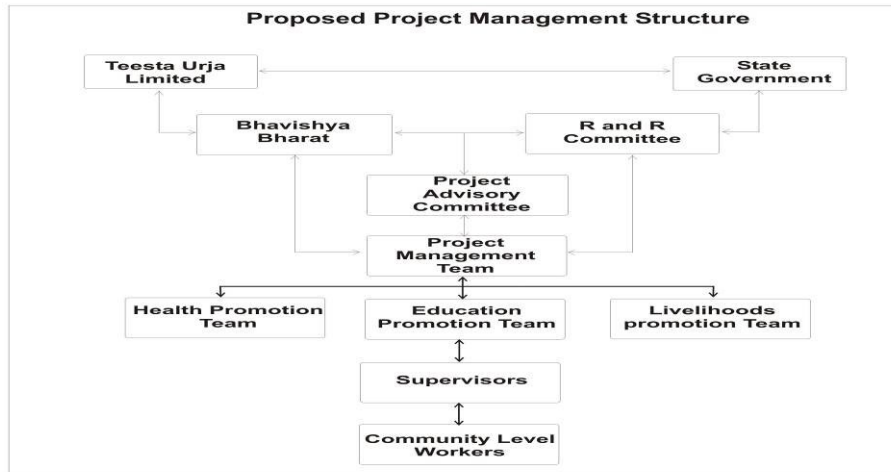 Proposed Project Management Structure
Teesta Urja
Limited
State
Government
Bhavishya
Bharat
R and R
Committee
Project
Advisory
Committee
Project
Management
Team
Health Promotion
Team
Education
Promotion Team
Livelihoods
promotion Team
Supervisors
Community Level
Workers